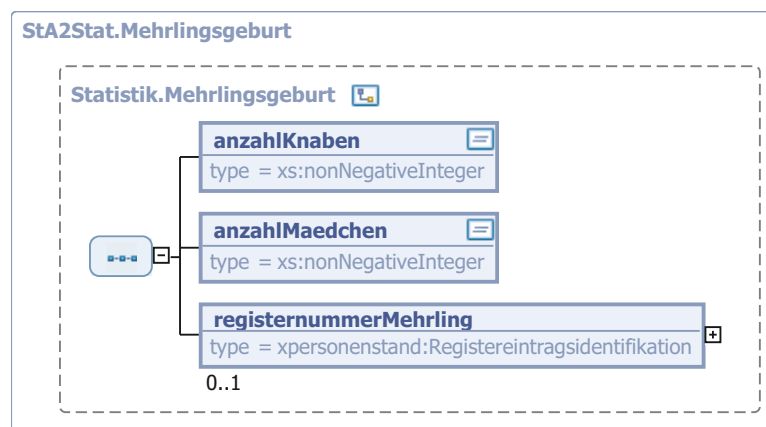 StA2Stat.Mehrlingsgeburt
Statistik.Mehrlingsgeburt
anzahlKnaben
type = xs:nonNegativeInteger
anzahlMaedchen
type = xs:nonNegativeInteger
registernummerMehrling
type = xpersonenstand:Registereintragsidentifikation
0..1